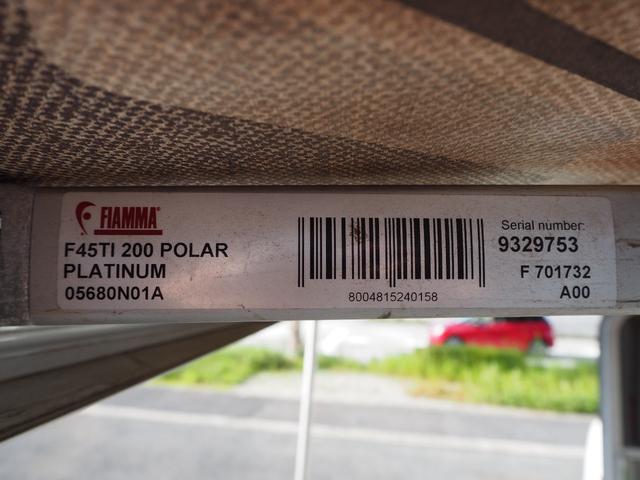 FIAMMA®
F45TI 200 POLAR
PLATINUM
05680N01A
8004815240158
Serial number:
9329753
F 701732
A00